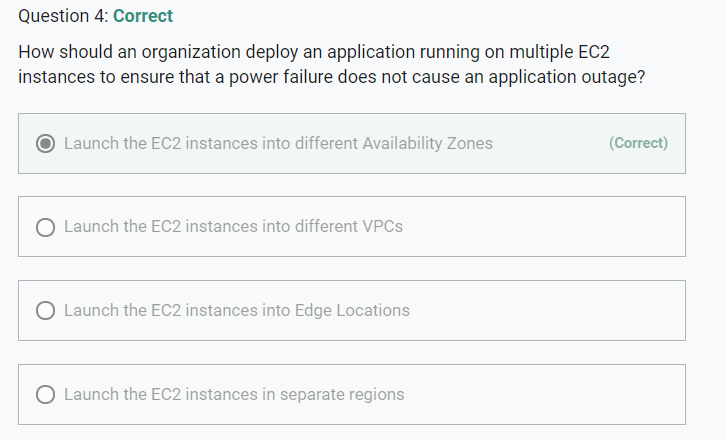 Question 4: Correct
How should an organization deploy an application running on multiple EC2
instances to ensure that a power failure does not cause an application outage?
Launch the EC2 instances into different Availability Zones (Correct)
Launch the EC2 instances into different VPCs
Launch the EC2 instances into Edge Locations
Launch the EC2 instances in separate regions